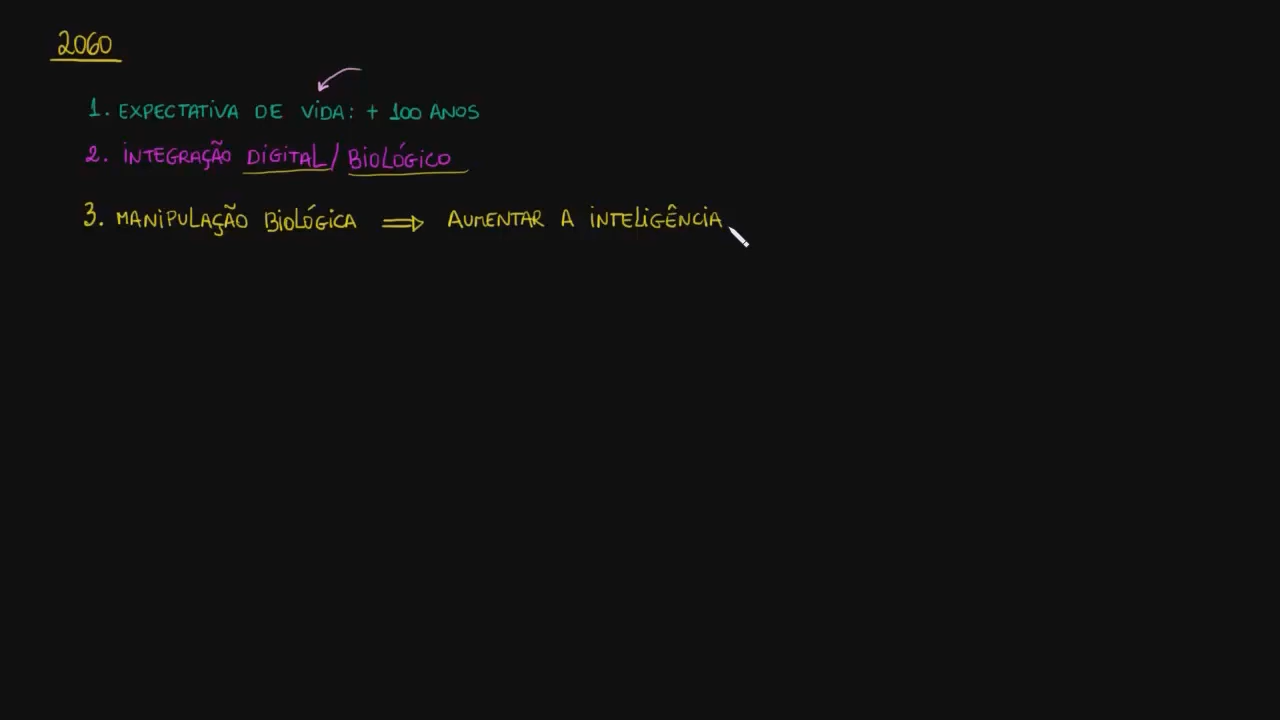 2060
1. EXPECTATIVA DE VIDA: + 100 ANOS
2. INTEGRAÇÃO DIGITAL/BIOLÓGICO
3. MANIPULAÇÃO BIOLÓGICA ⇒ AUMENTAR A INTELIGÊNCIA